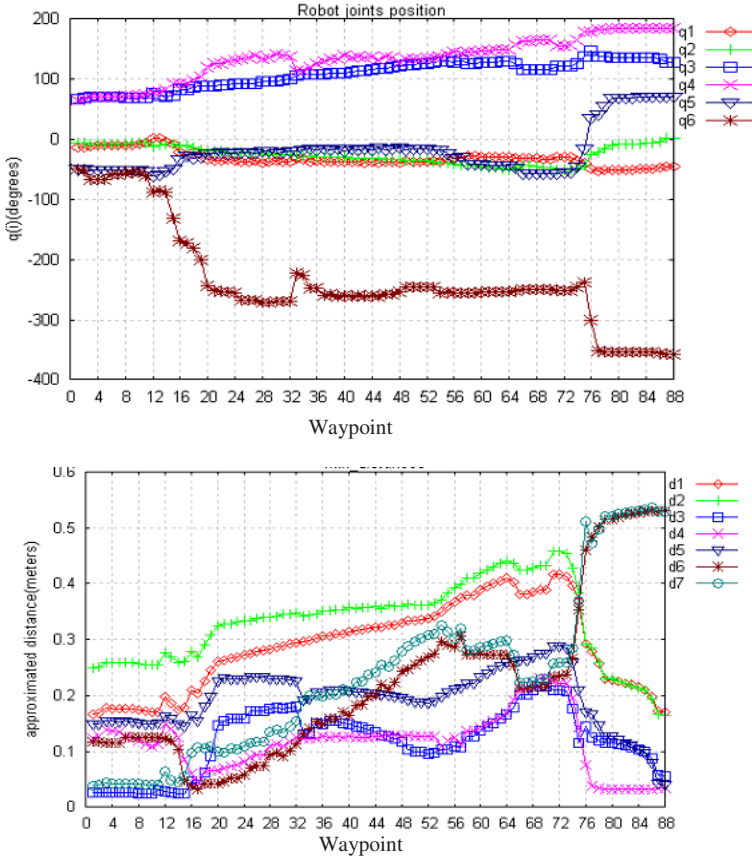 Robot joints position
q(i)(degrees)
200
100
0
-100
-200
-300
-400
0 4 8 12 16 20 24 28 32 36 40 44 48 52 56 60 64 68 72 76 80 84 88
Waypoint
q1
q2
q3
q4
q5
q6
approximated distance(meters)
0.6
0.5
0.4
0.3
0.2
0.1
0
0 4 8 12 16 20 24 28 32 36 40 44 48 52 56 60 64 68 72 76 80 84 88
Waypoint
d1
d2
d3
d4
d5
d6
d7